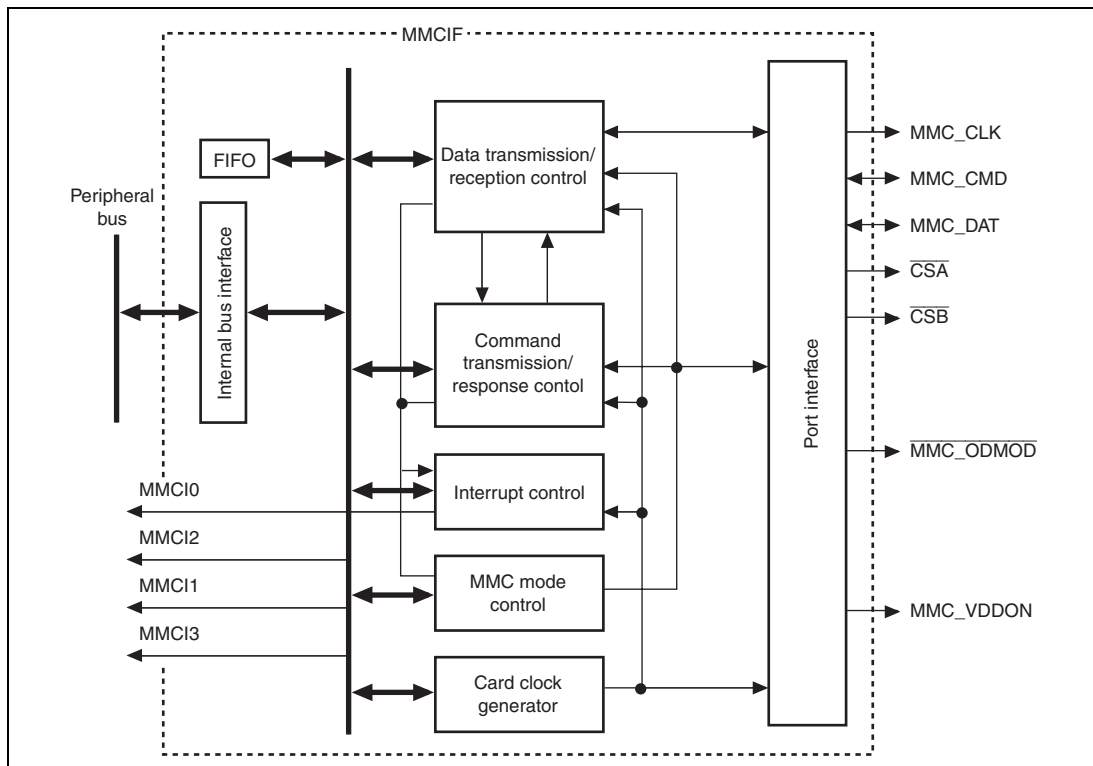 MMCIF
Peripheral
bus
FIFO
Internal bus interface
Data transmission/
reception control
Command
transmission/
response contol
Interrupt control
MMC mode
control
Card clock
generator
MMCI0
MMCI2
MMCI1
MMCI3
Port interface
MMC_CLK
MMC_CMD
MMC_DAT
CSA
CSB
MMC_ODMOD
MMC_VDDON